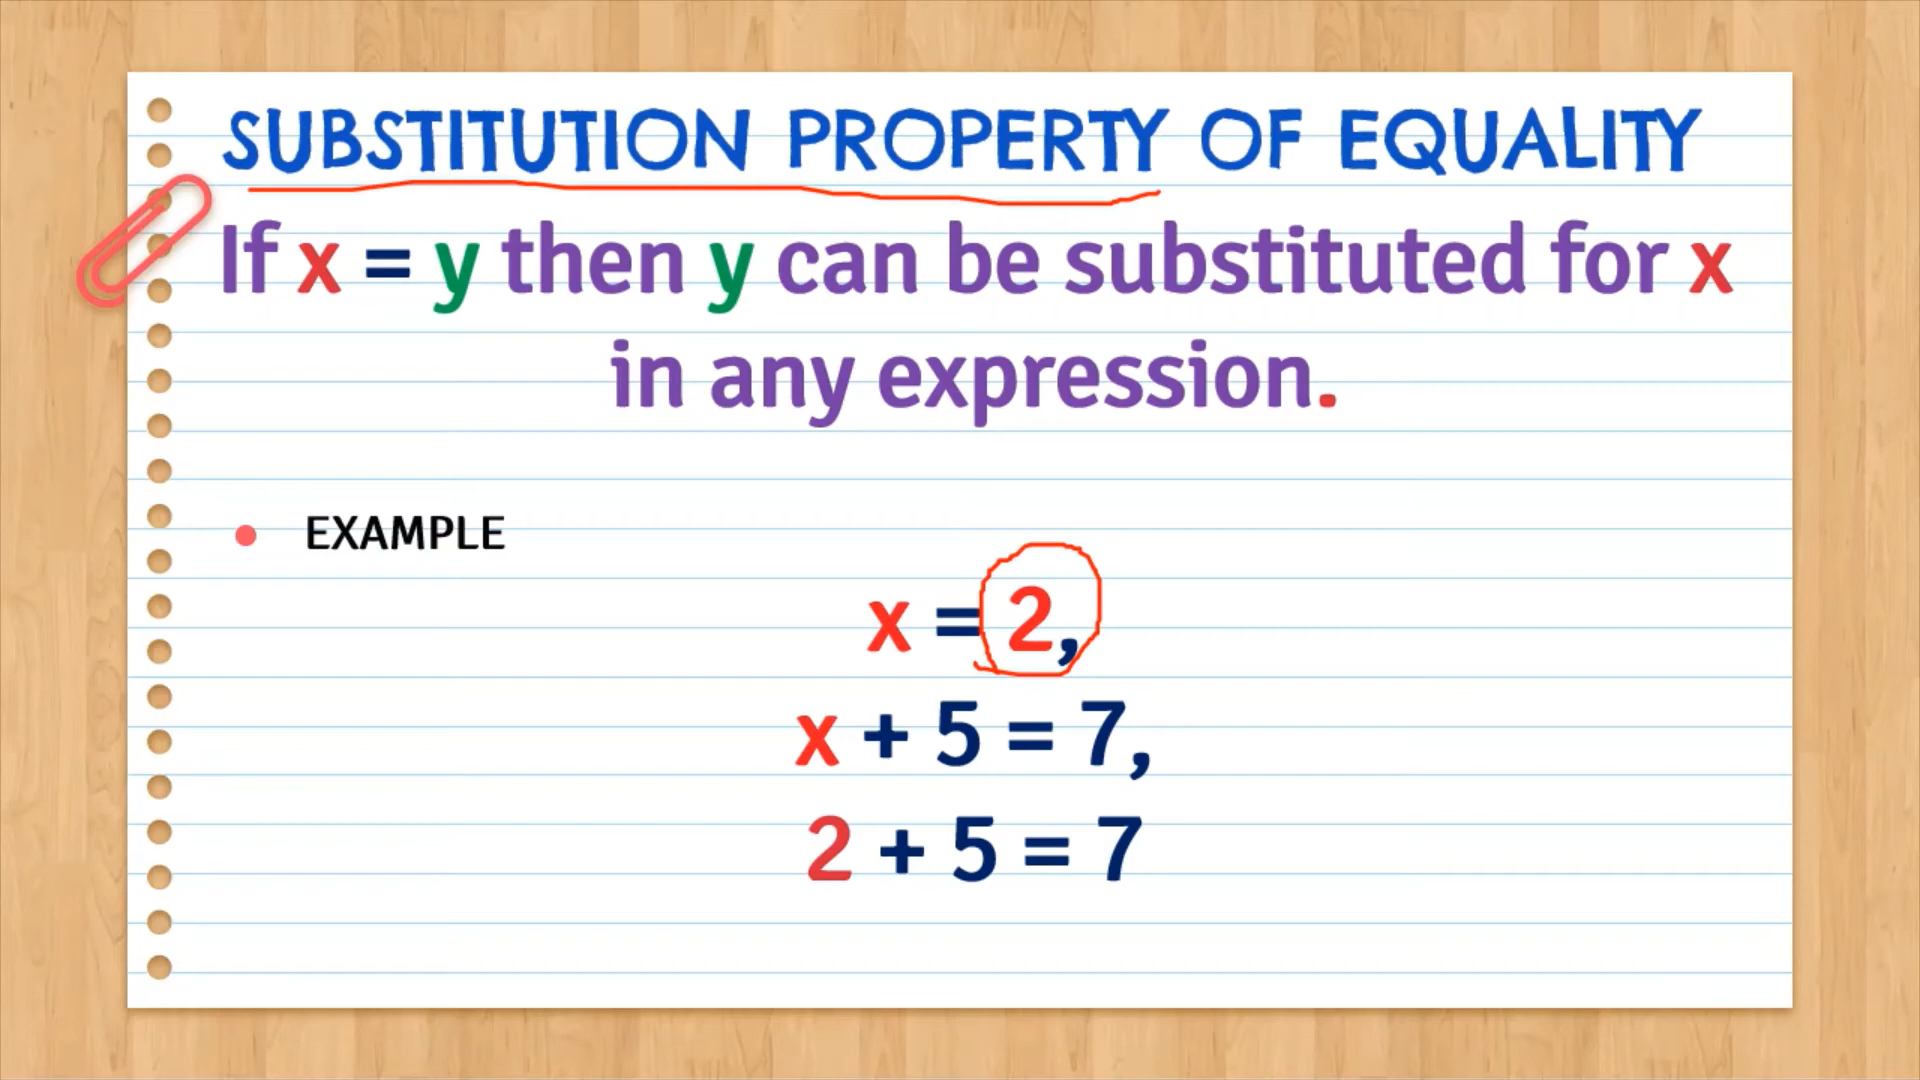 SUBSTITUTION PROPERTY OF EQUALITY
If x = y then y can be substituted for x
in any expression.
EXAMPLE
x = 2,
x + 5 = 7,
2 + 5 = 7